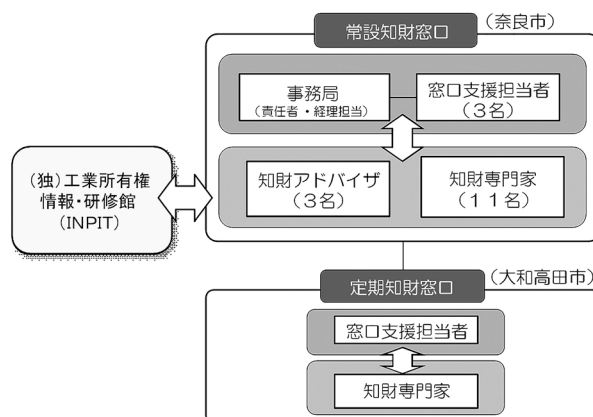 常設知財窓口
(奈良市)
事務局
(責任者・経理担当)
窓口支援担当者
(3名)
(独)工業所有権
情報・研修館
(INPIT)
知財アドバイザ
(3名)
知財専門家
(11名)
定期知財窓口
(大和高田市)
窓口支援担当者
知財専門家